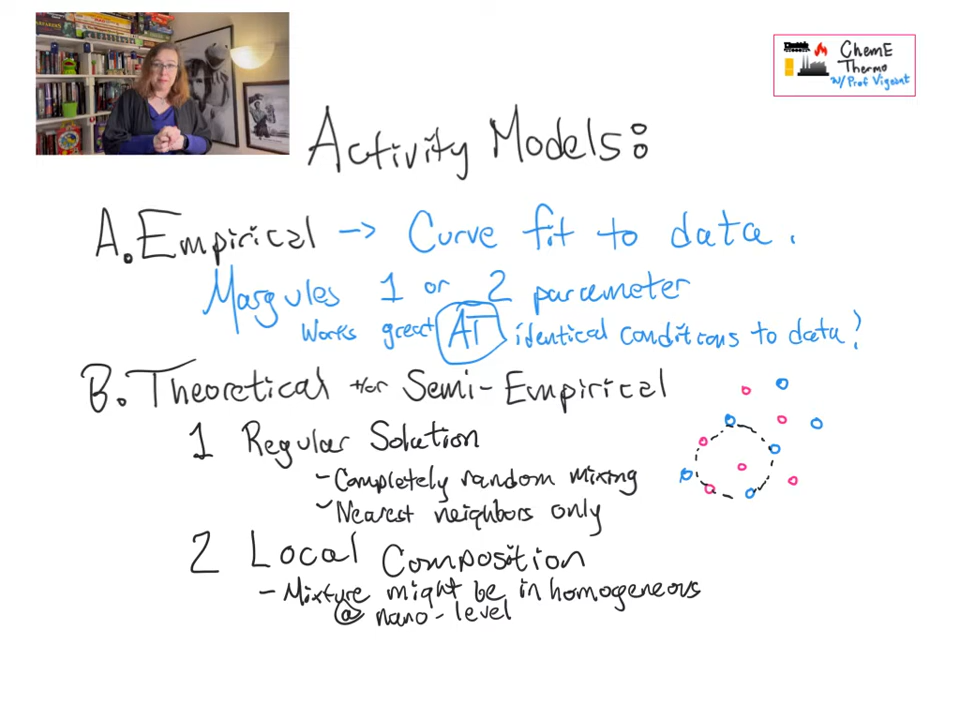 ChemE
Thermo
w/ Prof Vigeant
Activity Models:
A. Empirical → Curve fit to data.
Margules 1 or 2 parameter
Works great AT identical conditions to data!
B. Theoretical +/or Semi-Empirical
1 Regular Solution
- Completely random mixing
- Nearest neighbors only
2 Local Composition
- Mixture might be inhomogeneous
@ nano-level